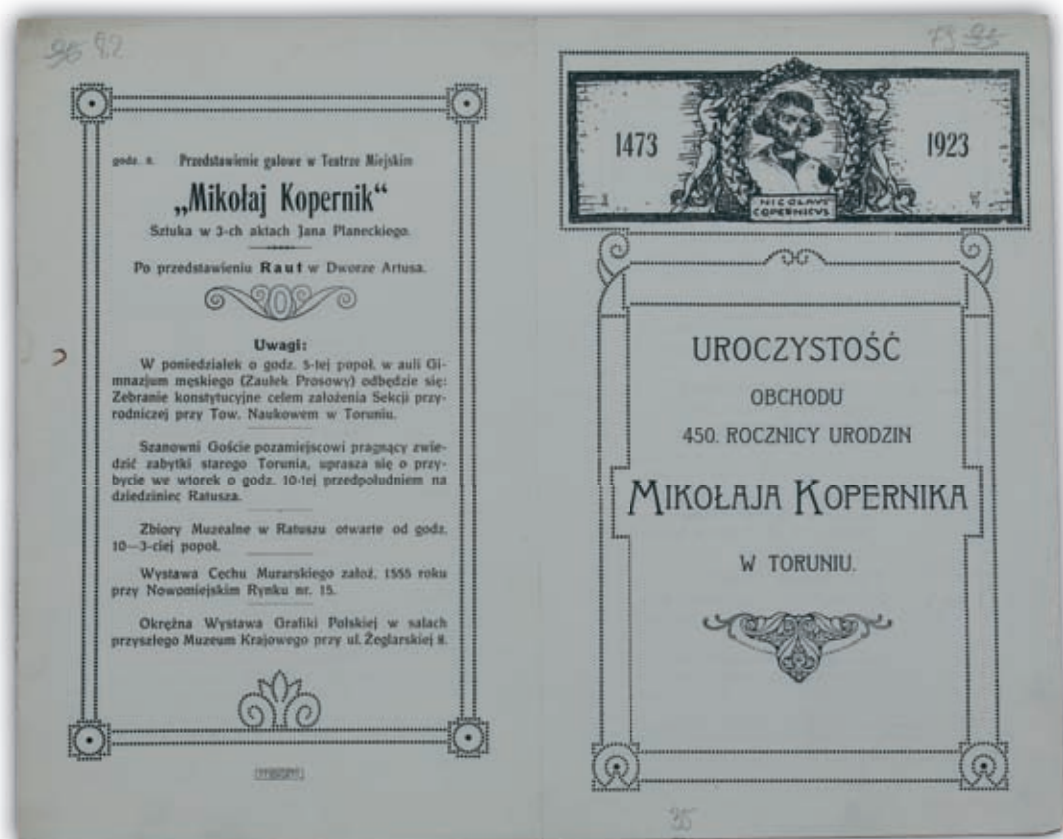 82
godz. 8. Przedstawienie galowe w Teatrze Miejskim
„Mikołaj Kopernik“
Sztuka w 3-ch aktach Jana Planeckiego.
Po przedstawieniu Raut w Dworze Artusa.
Uwagi:
W poniedziałek o godz. 5-tej popoł. w auli Gi-
mnazjum męskiego (Zaułek Prosowy) odbędzie się:
Zebranie konstytucyjne celem założenia Sekcji przy-
rodniczej przy Tow. Naukowem w Toruniu.
Szanowni Goście pozamiejscowi pragnący zwie-
dzić zabytki starego Torunia, uprasza się o przy-
bycie we wtorek o godz. 10-tej przedpołudniem na
dziedziniec Ratusza.
Zbiory Muzealne w Ratuszu otwarte od godz.
10—3-ciej popoł.
Wystawa Cechu Murarskiego założ. 1555 roku
przy Nowomiejskim Rynku nr. 15.
Okrężna Wystawa Grafiki Polskiej w salach
przyszłego Muzeum Krajowego przy ul. Żeglarskiej 8.
79
1473
1923
NICOLAVS
COPERNICVS
UROCZYSTOŚĆ
OBCHODU
450. ROCZNICY URODZIN
MIKOŁAJA KOPERNIKA
W TORUNIU.
35